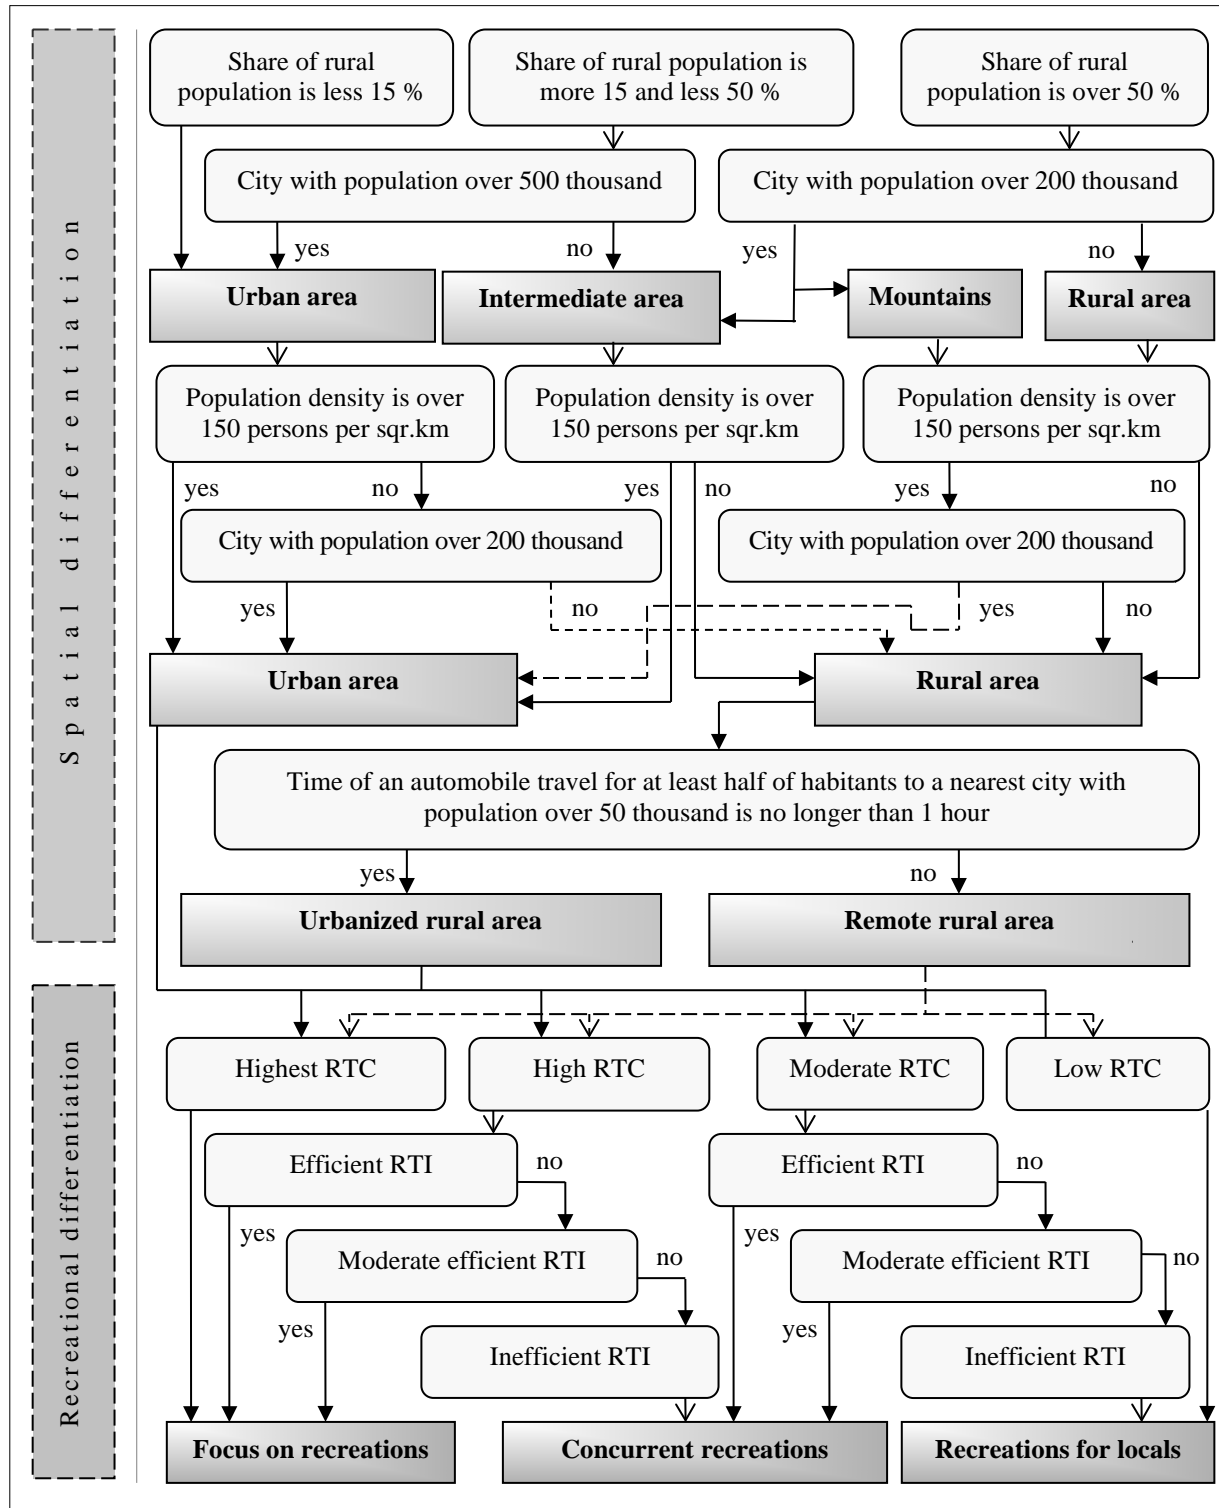 Spatial differentiation
Share of rural
population is less 15 %
Share of rural population is
more 15 and less 50 %
Share of rural
population is over 50 %
City with population over 500 thousand
City with population over 200 thousand
yes
no
yes
no
Urban area
Intermediate area
Mountains
Rural area
Population density is over
150 persons per sqr.km
Population density is over
150 persons per sqr.km
Population density is over
150 persons per sqr.km
yes
no
yes
no
yes
no
City with population over 200 thousand
City with population over 200 thousand
yes
no
yes
no
Urban area
Rural area
Time of an automobile travel for at least half of habitants to a nearest city with
population over 50 thousand is no longer than 1 hour
yes
no
Urbanized rural area
Remote rural area
Recreational differentiation
Highest RTC
High RTC
Moderate RTC
Low RTC
Efficient RTI
no
Efficient RTI
no
yes
yes
Moderate efficient RTI
no
Moderate efficient RTI
no
yes
yes
Inefficient RTI
Inefficient RTI
Focus on recreations
Concurrent recreations
Recreations for locals